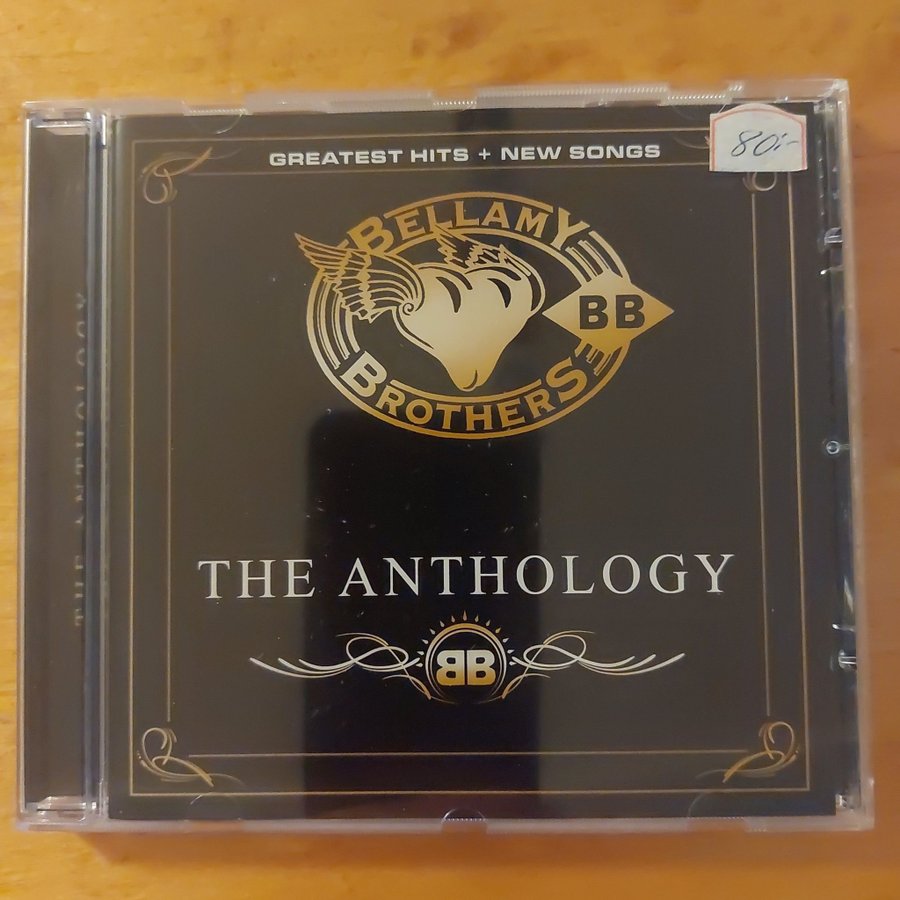 GREATEST HITS + NEW SONGS
80:-
BELLAMY
BB
BROTHERS
THE ANTHOLOGY
BB
THE ANTHOLOGY